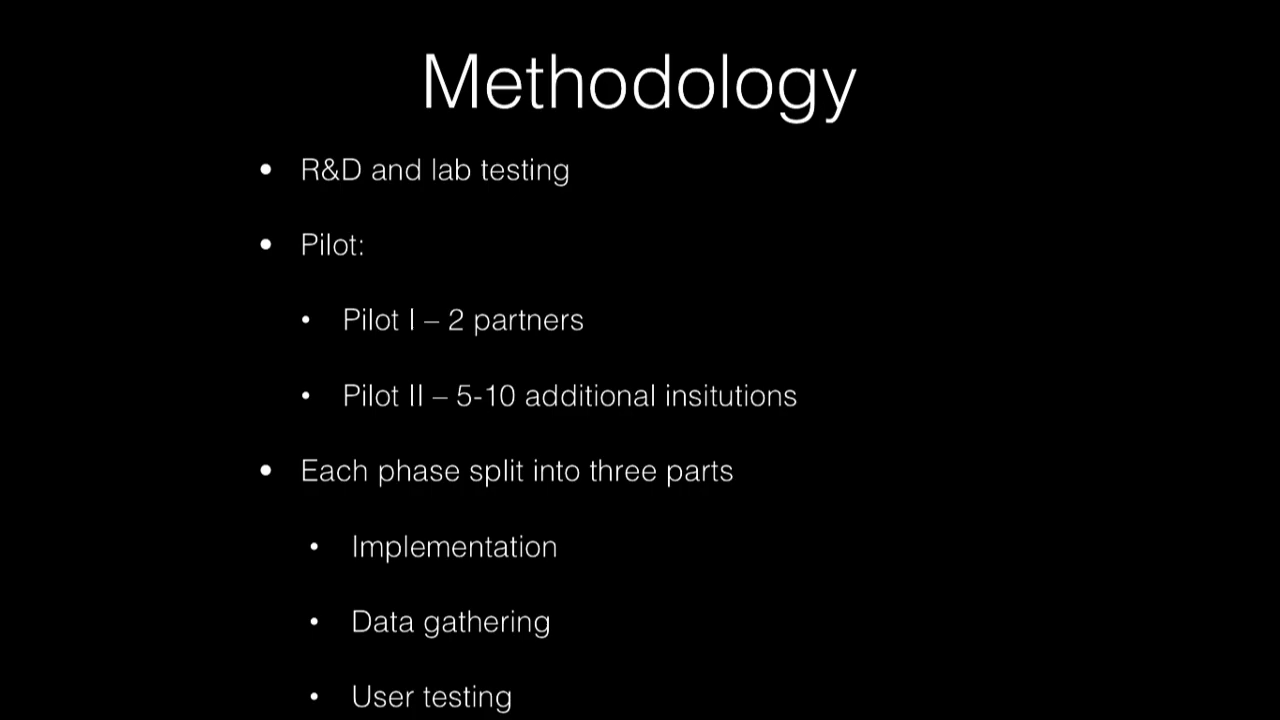 Methodology
• R&D and lab testing
• Pilot:
• Pilot I – 2 partners
• Pilot II – 5-10 additional insitutions
• Each phase split into three parts
• Implementation
• Data gathering
• User testing